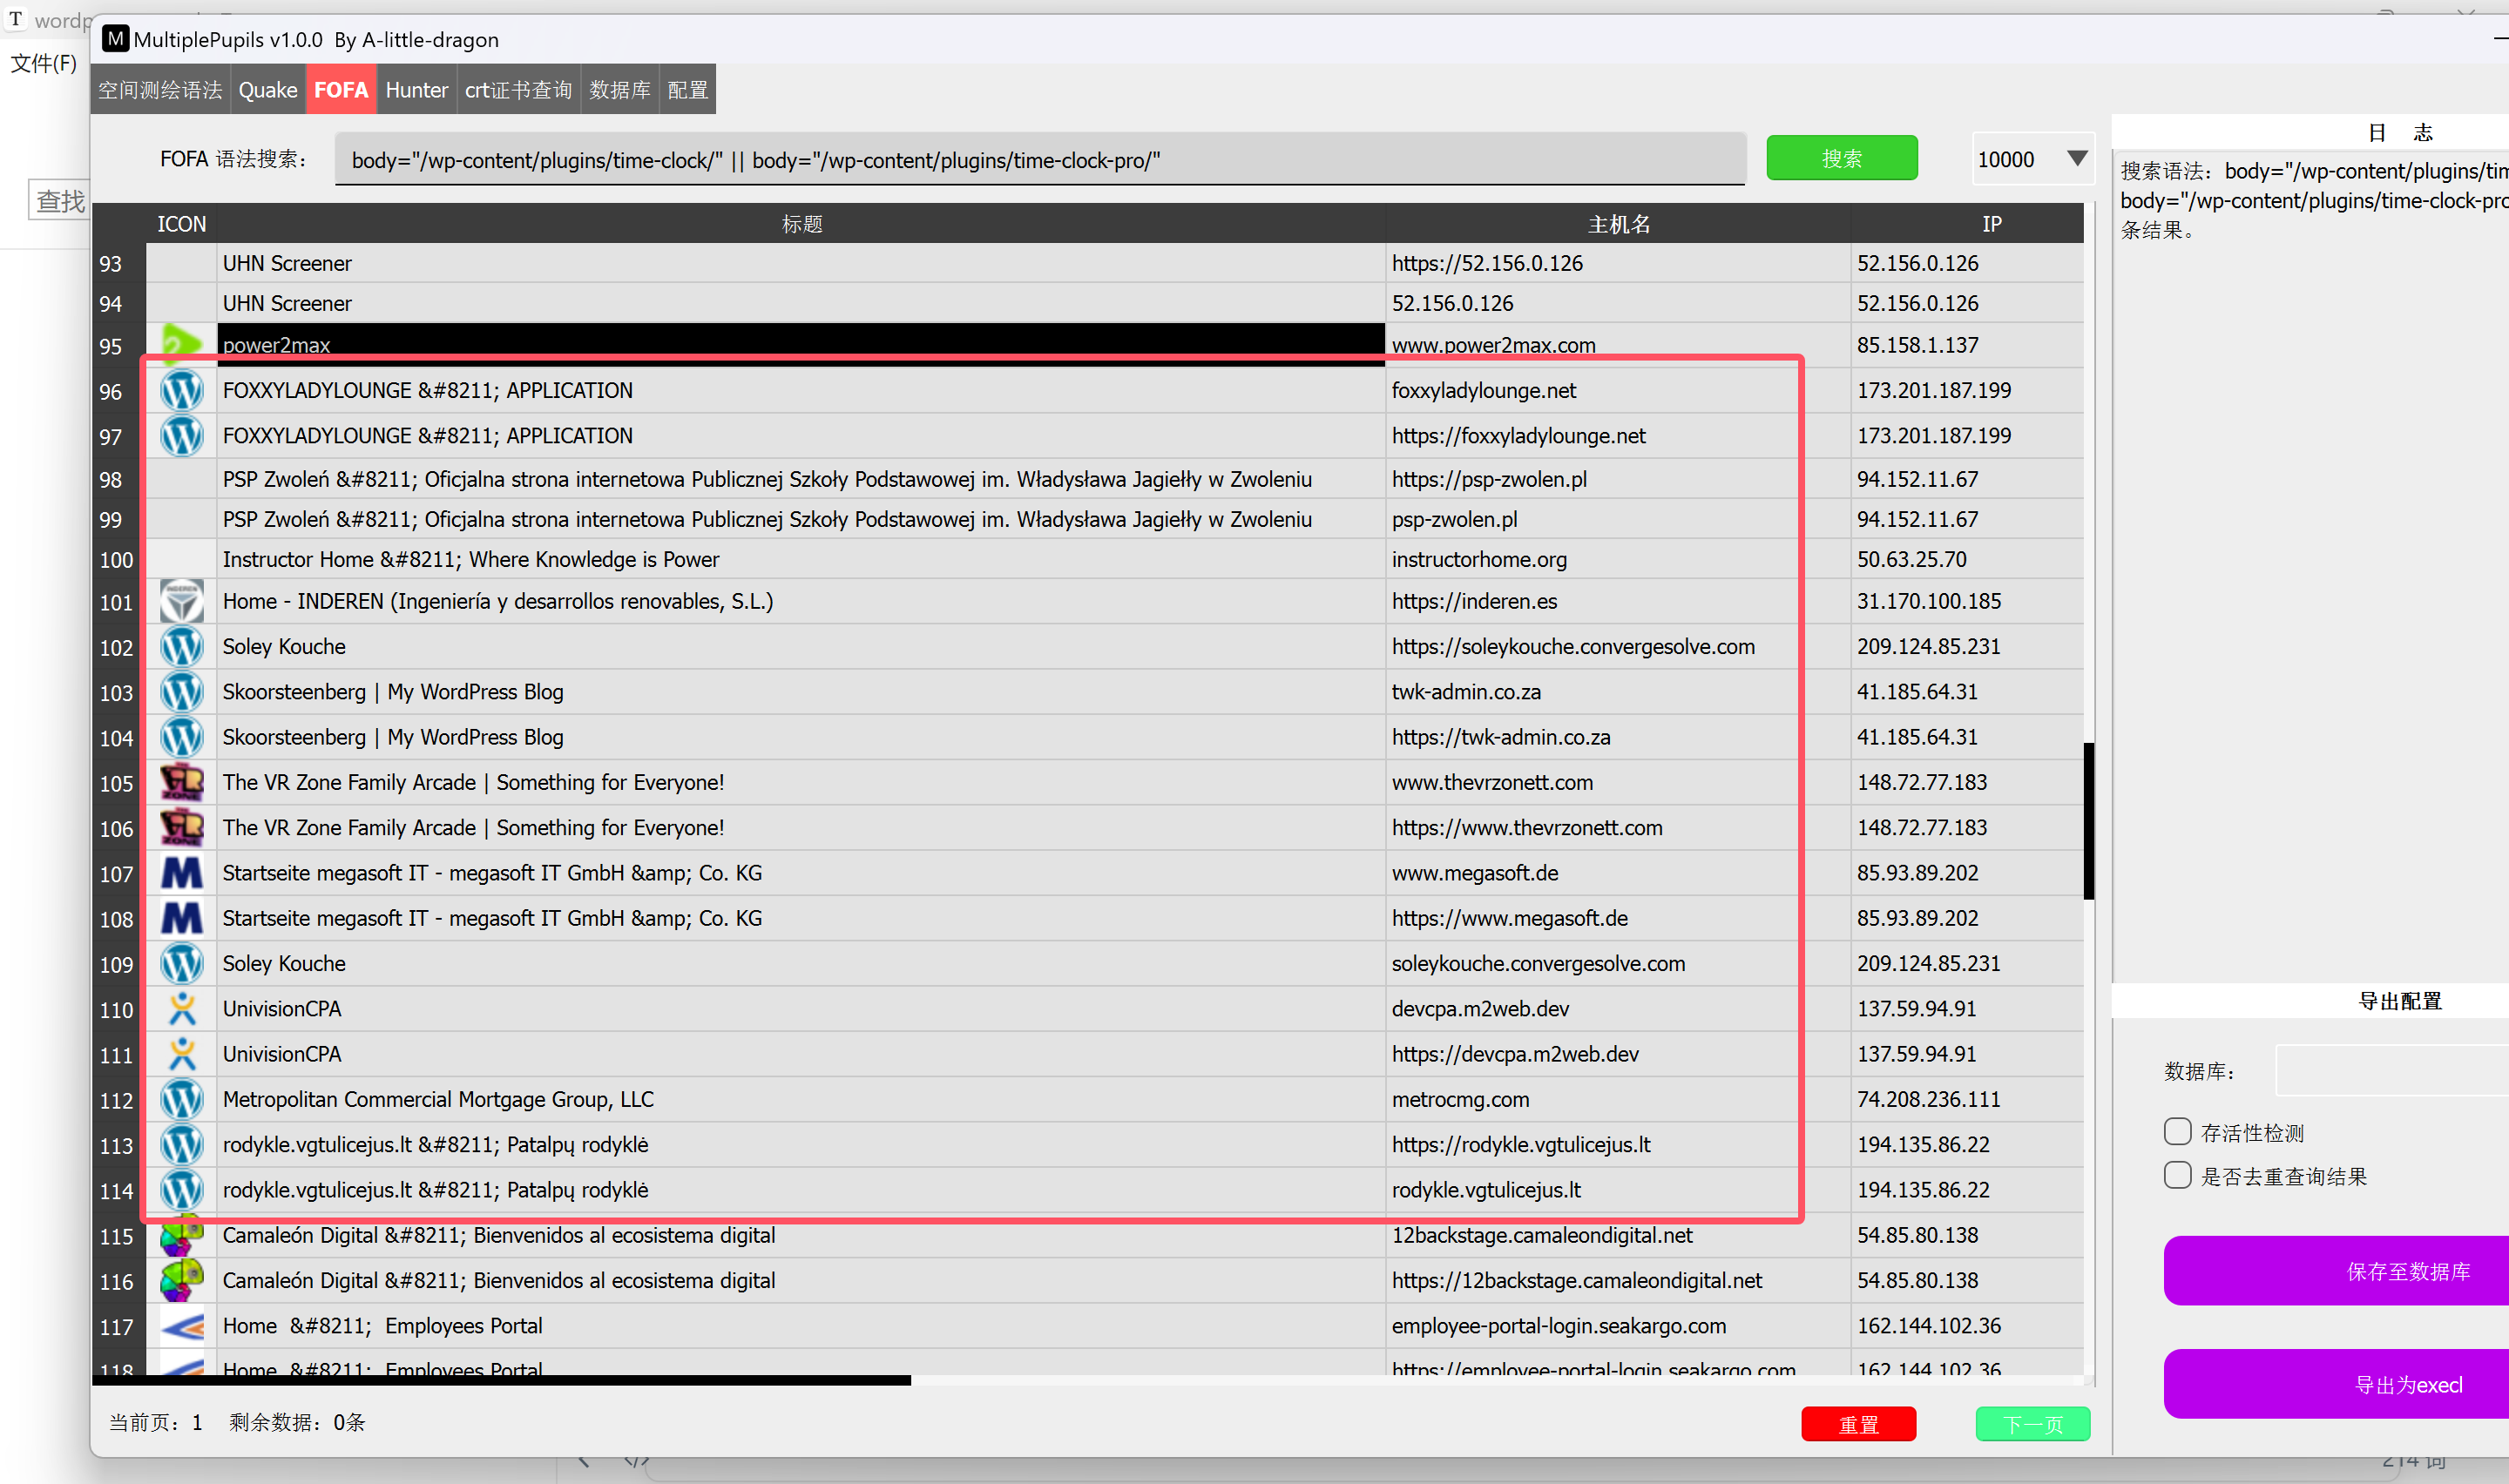 T wordp
文件(F)
查找
M MultiplePupils v1.0.0 By A-little-dragon
空间测绘语法 Quake FOFA Hunter crt证书查询 数据库 配置
FOFA 语法搜索： body="/wp-content/plugins/time-clock/" || body="/wp-content/plugins/time-clock-pro/" 搜索 10000
ICON 标题 主机名 IP
93 UHN Screener https://52.156.0.126 52.156.0.126
94 UHN Screener 52.156.0.126 52.156.0.126
95 power2max www.power2max.com 85.158.1.137
96 FOXXYLADYLOUNGE &#8211; APPLICATION foxxyladylounge.net 173.201.187.199
97 FOXXYLADYLOUNGE &#8211; APPLICATION https://foxxyladylounge.net 173.201.187.199
98 PSP Zwoleń &#8211; Oficjalna strona internetowa Publicznej Szkoły Podstawowej im. Władysława Jagiełły w Zwoleniu https://psp-zwolen.pl 94.152.11.67
99 PSP Zwoleń &#8211; Oficjalna strona internetowa Publicznej Szkoły Podstawowej im. Władysława Jagiełły w Zwoleniu psp-zwolen.pl 94.152.11.67
100 Instructor Home &#8211; Where Knowledge is Power instructorhome.org 50.63.25.70
101 INDEREN Home - INDEREN (Ingeniería y desarrollos renovables, S.L.) https://inderen.es 31.170.100.185
102 Soley Kouche https://soleykouche.convergesolve.com 209.124.85.231
103 Skoorsteenberg | My WordPress Blog twk-admin.co.za 41.185.64.31
104 Skoorsteenberg | My WordPress Blog https://twk-admin.co.za 41.185.64.31
105 The VR Zone Family Arcade | Something for Everyone! www.thevrzonett.com 148.72.77.183
106 The VR Zone Family Arcade | Something for Everyone! https://www.thevrzonett.com 148.72.77.183
107 Startseite megasoft IT - megasoft IT GmbH &amp; Co. KG www.megasoft.de 85.93.89.202
108 Startseite megasoft IT - megasoft IT GmbH &amp; Co. KG https://www.megasoft.de 85.93.89.202
109 Soley Kouche soleykouche.convergesolve.com 209.124.85.231
110 UnivisionCPA devcpa.m2web.dev 137.59.94.91
111 UnivisionCPA https://devcpa.m2web.dev 137.59.94.91
112 Metropolitan Commercial Mortgage Group, LLC metrocmg.com 74.208.236.111
113 rodykle.vgtulicejus.lt &#8211; Patalpų rodyklė https://rodykle.vgtulicejus.lt 194.135.86.22
114 rodykle.vgtulicejus.lt &#8211; Patalpų rodyklė rodykle.vgtulicejus.lt 194.135.86.22
115 Camaleón Digital &#8211; Bienvenidos al ecosistema digital 12backstage.camaleondigital.net 54.85.80.138
116 Camaleón Digital &#8211; Bienvenidos al ecosistema digital https://12backstage.camaleondigital.net 54.85.80.138
117 Home &#8211; Employees Portal employee-portal-login.seakargo.com 162.144.102.36
118 Home &#8211; Employees Portal https://employee-portal-login.seakargo.com 162.144.102.36
当前页：1 剩余数据：0条 重置 下一页
日 志
搜索语法：body="/wp-content/plugins/tim
body="/wp-content/plugins/time-clock-pro
条结果。
导出配置
数据库：
存活性检测
是否去重查询结果
保存至数据库
导出为execl
214 词